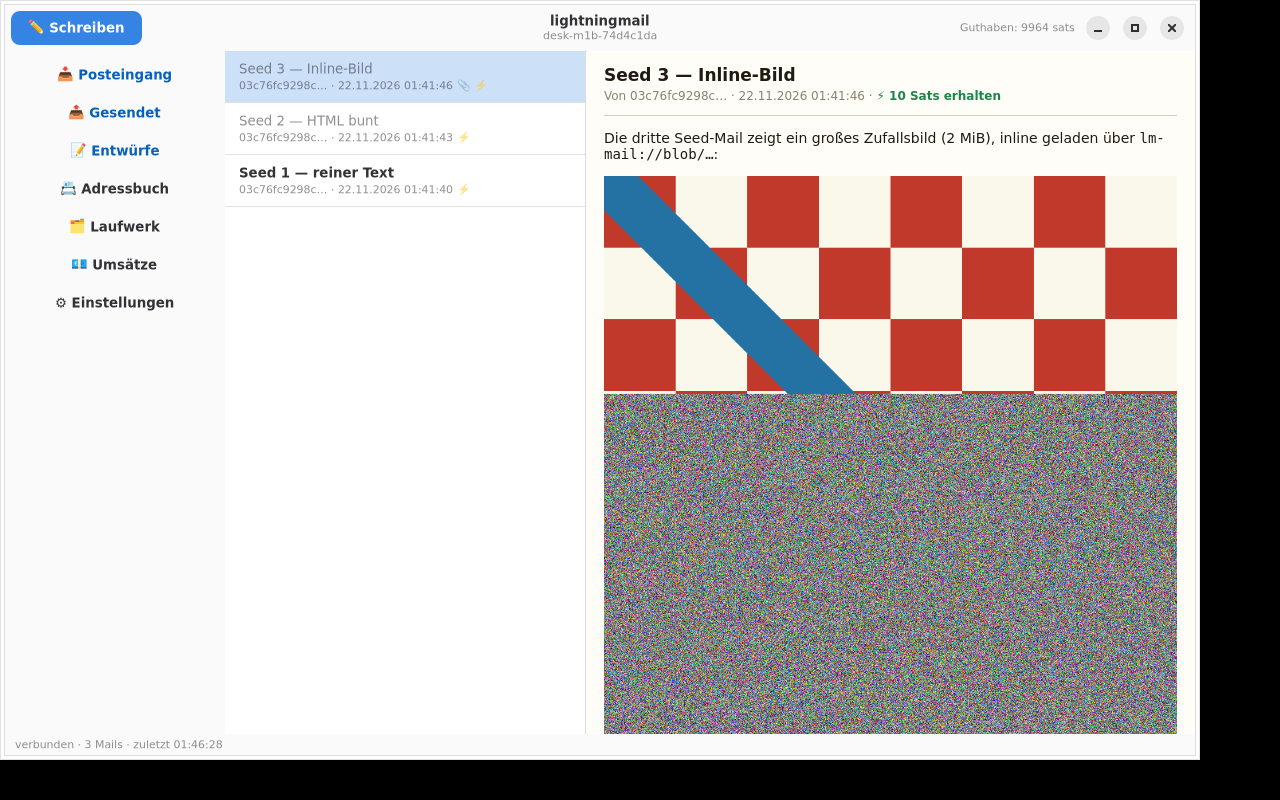 ✏️ Schreiben
lightningmail
desk-m1b-74d4c1da
Guthaben: 9964 sats
📥 Posteingang
📤 Gesendet
📝 Entwürfe
📇 Adressbuch
🗂️ Laufwerk
💶 Umsätze
⚙ Einstellungen
Seed 3 — Inline-Bild
03c76fc9298c… · 22.11.2026 01:41:46 📎 ⚡
Seed 2 — HTML bunt
03c76fc9298c… · 22.11.2026 01:41:43 ⚡
Seed 1 — reiner Text
03c76fc9298c… · 22.11.2026 01:41:40 ⚡
Seed 3 — Inline-Bild
Von 03c76fc9298c… · 22.11.2026 01:41:46 · ⚡ 10 Sats erhalten
Die dritte Seed-Mail zeigt ein großes Zufallsbild (2 MiB), inline geladen über lm-
mail://blob/…:
verbunden · 3 Mails · zuletzt 01:46:28